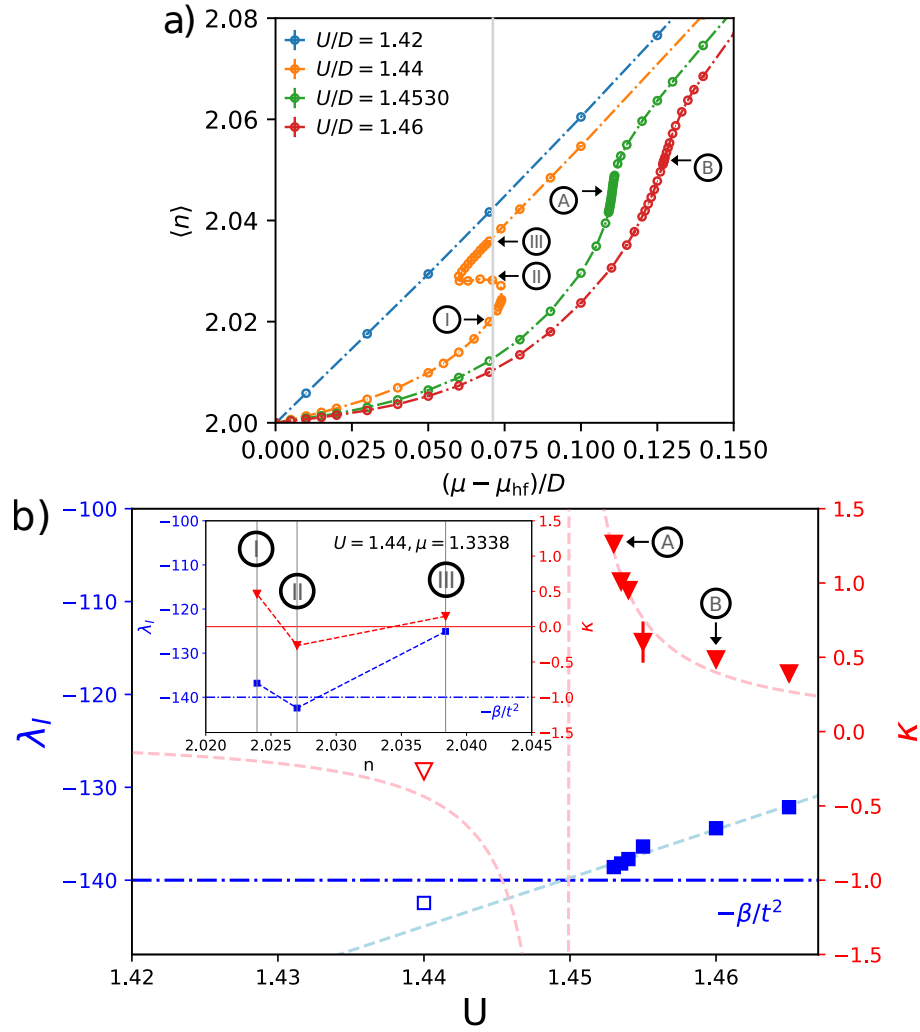 a)
2.08
2.06
2.04
2.02
2.00
⟨n⟩
U/D = 1.42
U/D = 1.44
U/D = 1.4530
U/D = 1.46
III
II
I
A
B
0.000 0.025 0.050 0.075 0.100 0.125 0.150
(μ − μhf)/D
b)
−100
−110
−120
−130
−140
λI
1.5
1.0
0.5
0.0
−0.5
−1.0
−1.5
κ
A
B
−β/t²
1.42 1.43 1.44 1.45 1.46
U
−100
−110
−120
−130
−140
λI
U = 1.44, μ = 1.3338
I
II
III
1.5
1.0
0.5
0.0
−0.5
−1.0
−1.5
κ
−β/t²
2.020 2.025 2.030 2.035 2.040 2.045
n